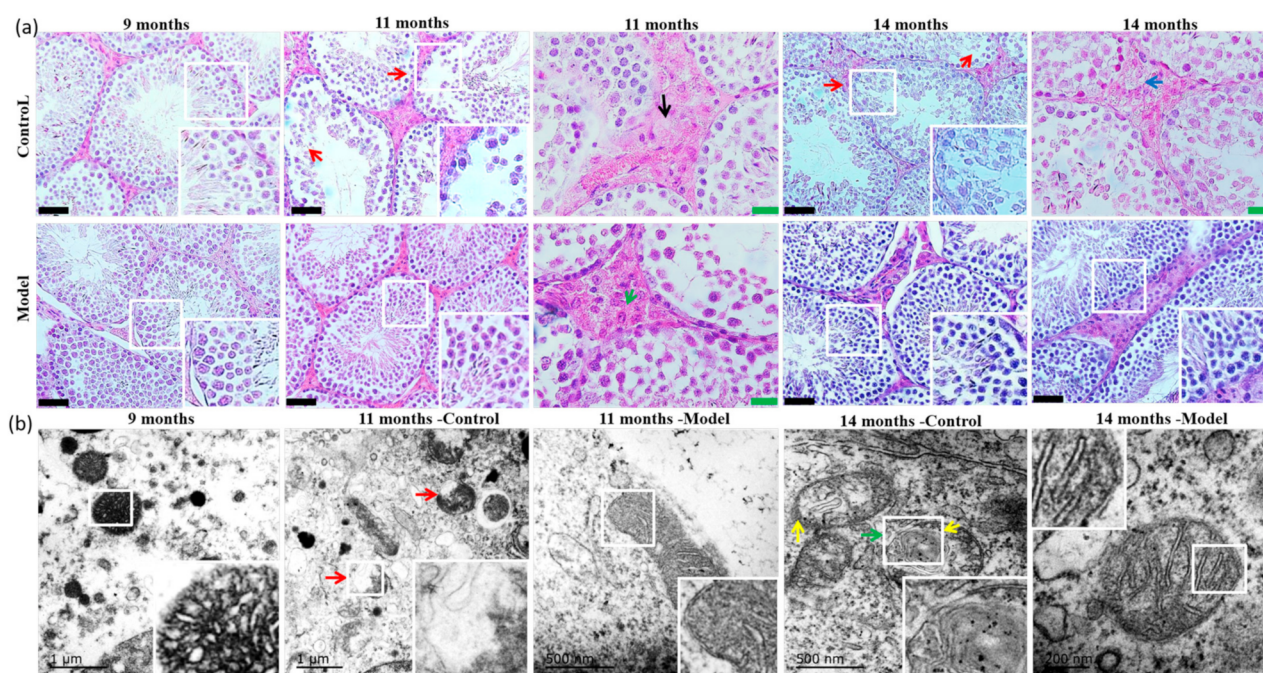 9 months 11 months 11 months 14 months 14 months
(a)
ControL
Model
(b)
9 months 11 months -Control 11 months -Model 14 months -Control 14 months -Model
1 μm 1 μm 500 nm 500 nm 200 nm